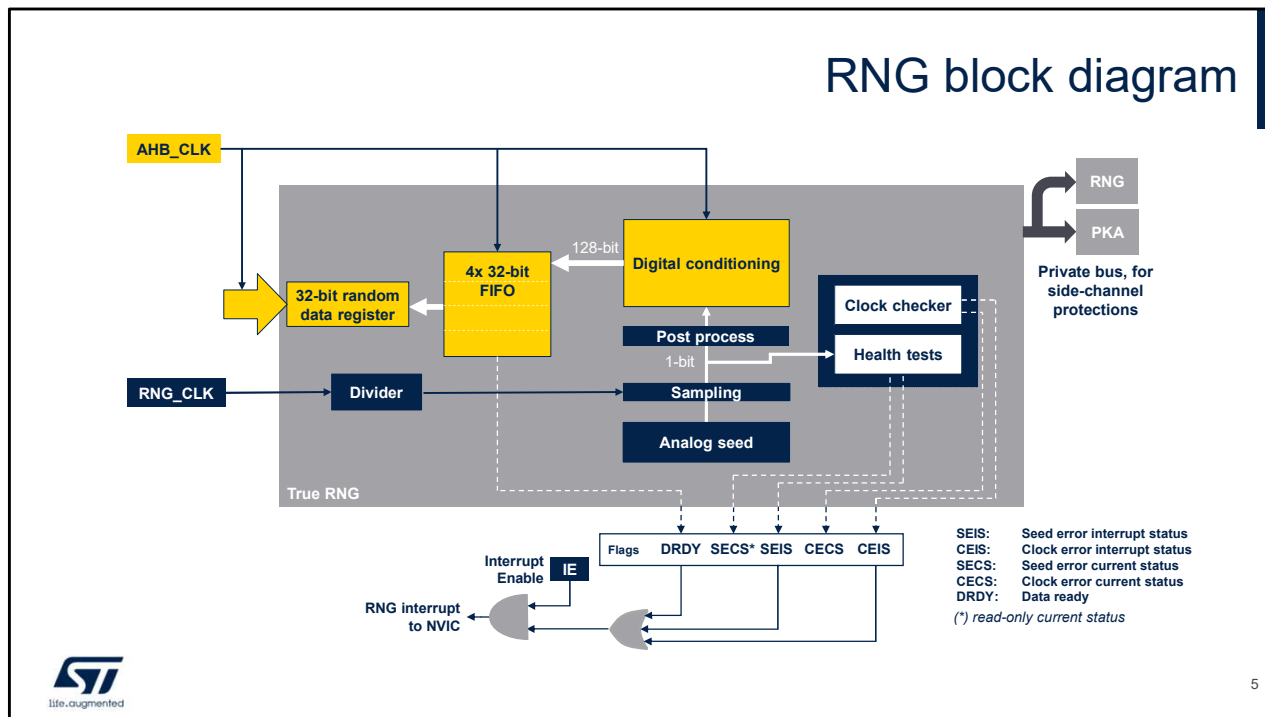 RNG block diagram
AHB_CLK
RNG
PKA
Private bus, for
side-channel
protections
128-bit
Digital conditioning
4x 32-bit
FIFO
32-bit random
data register
Clock checker
Post process
1-bit
Health tests
RNG_CLK
Divider
Sampling
Analog seed
True RNG
Flags DRDY SECS* SEIS CECS CEIS
SEIS: Seed error interrupt status
CEIS: Clock error interrupt status
SECS: Seed error current status
CECS: Clock error current status
DRDY: Data ready
(*) read-only current status
Interrupt
Enable
IE
RNG interrupt
to NVIC
ST
life.augmented
5